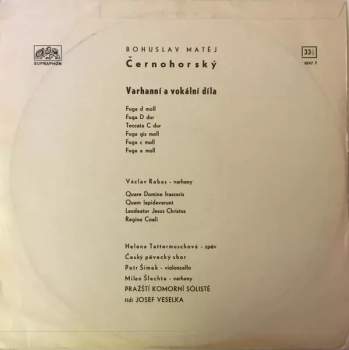 SUPRAPHON
BOHUSLAV MATĚJ
33⅓
Černohorský
Varhanní a vokální díla
Fuga d moll
Fuga D dur
Toccata C dur
Fuga gis moll
Fuga c moll
Fuga a moll
Václav Rabas - varhany
Quare Domine irasceris
Quem lapidaverunt
Laudetur Jesus Christus
Regina Coeli
Helena Tattermuschová - zpěv
Český pěvecký sbor
Petr Šimek - violoncello
Milan Šlechta - varhany
PRAŽŠTÍ KOMORNÍ SÓLISTÉ
řídí JOSEF VESELKA